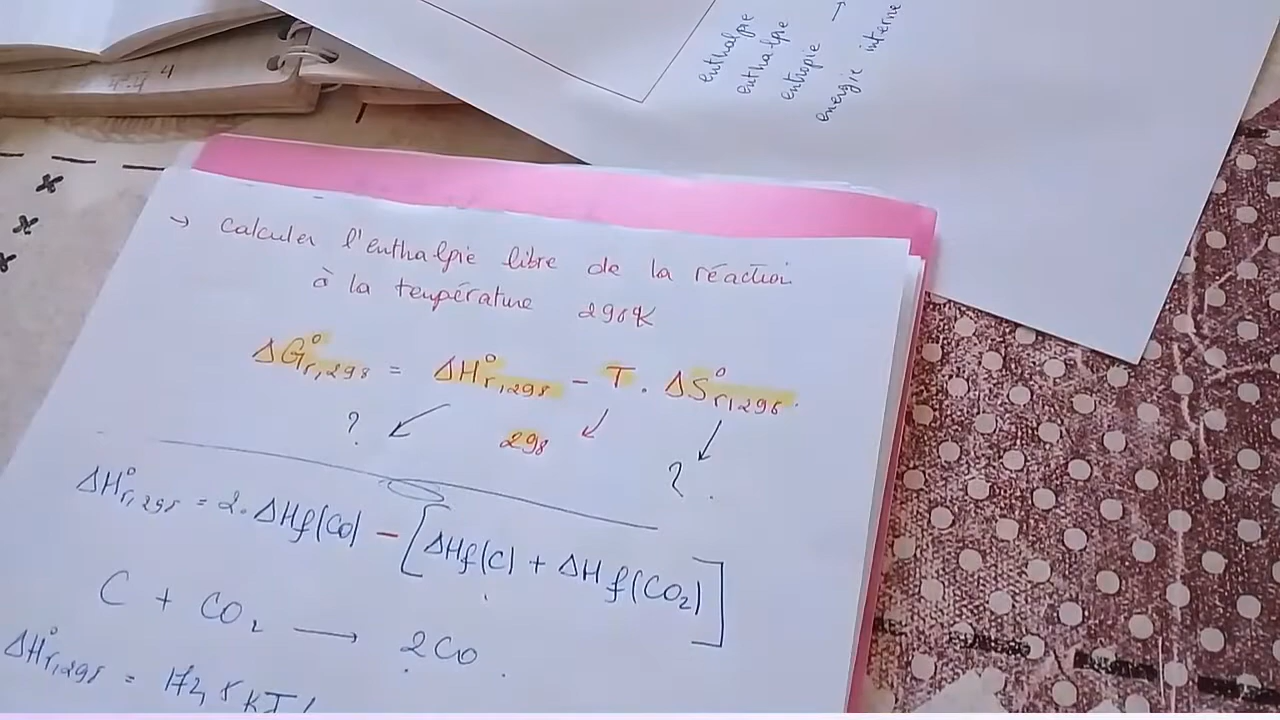 enthalpie
enthalpie
entropie →
energie interne
→ Calculer l'enthalpie libre de la réaction
à la température 298K
ΔG°r,298 = ΔH°r,298 - T . ΔS°r,298.
? 298 ? .
ΔH°r,298 = 2. ΔHf(CO) - [ΔHf(C) + ΔHf(CO₂)]
C + CO₂ → 2CO
ΔH°r,298 = 172,5 kJ/